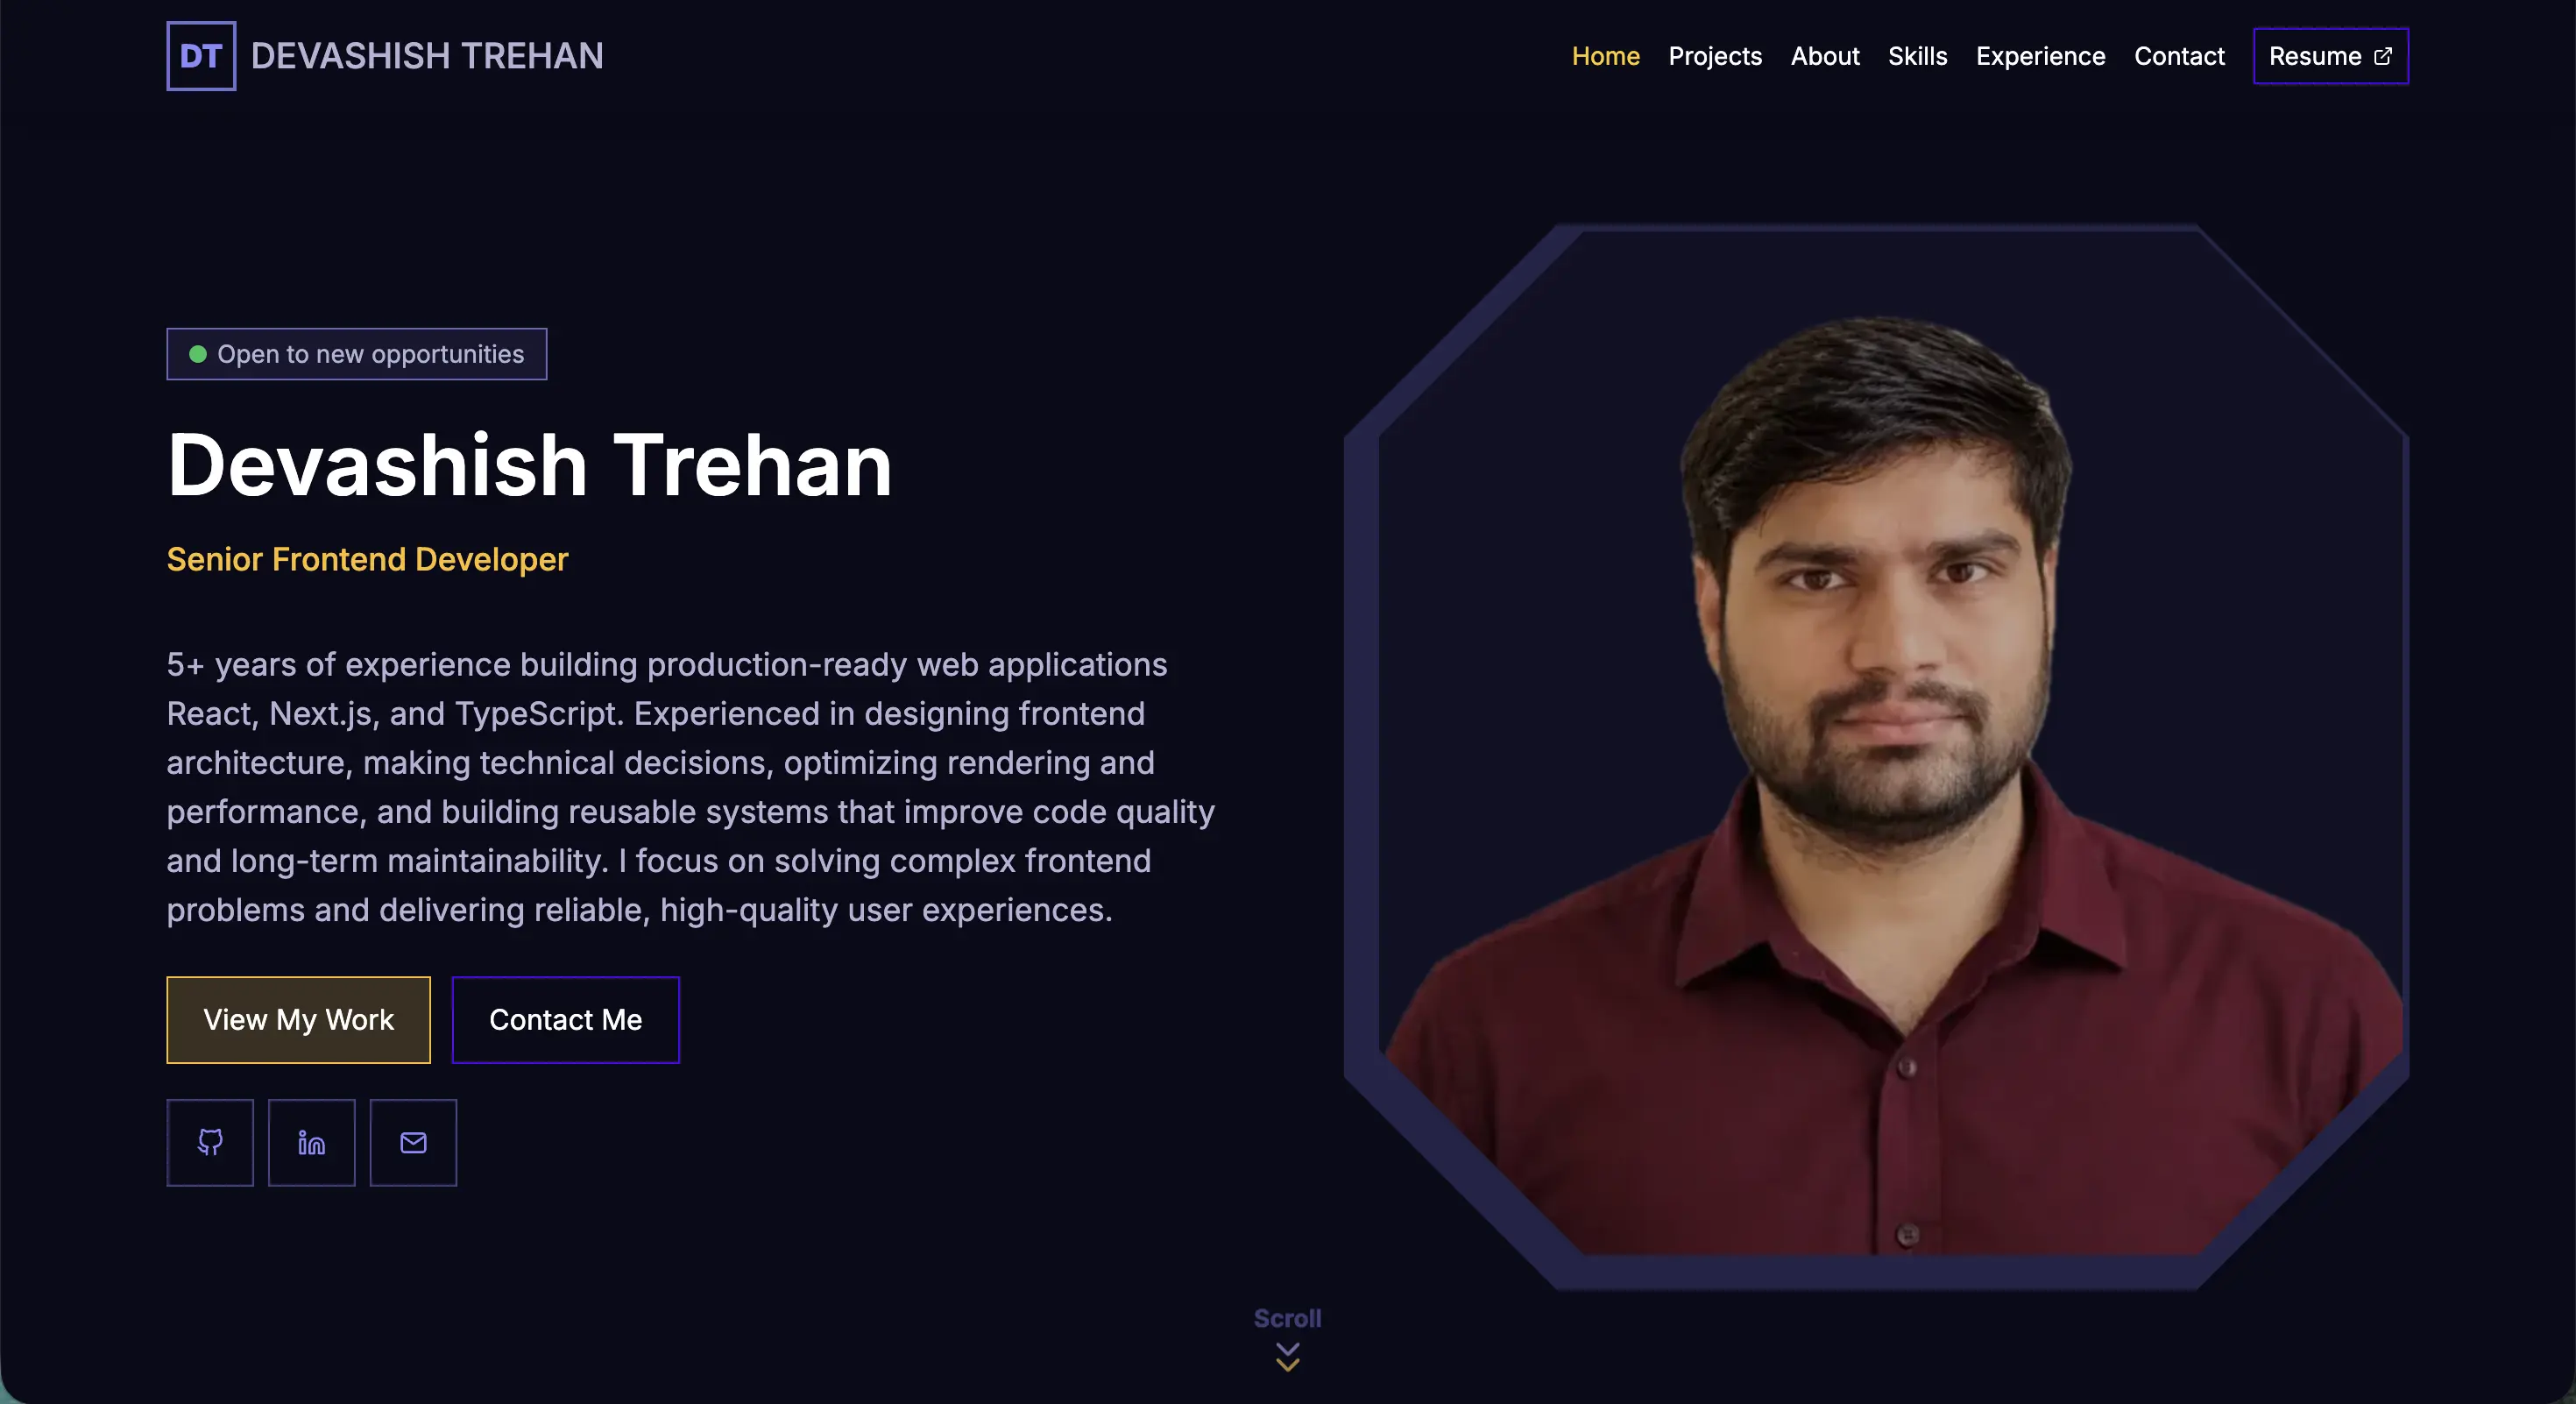 DT DEVASHISH TREHAN
Home Projects About Skills Experience Contact Resume
Open to new opportunities
Devashish Trehan
Senior Frontend Developer
5+ years of experience building production-ready web applications
React, Next.js, and TypeScript. Experienced in designing frontend
architecture, making technical decisions, optimizing rendering and
performance, and building reusable systems that improve code quality
and long-term maintainability. I focus on solving complex frontend
problems and delivering reliable, high-quality user experiences.
View My Work Contact Me
in
Scroll